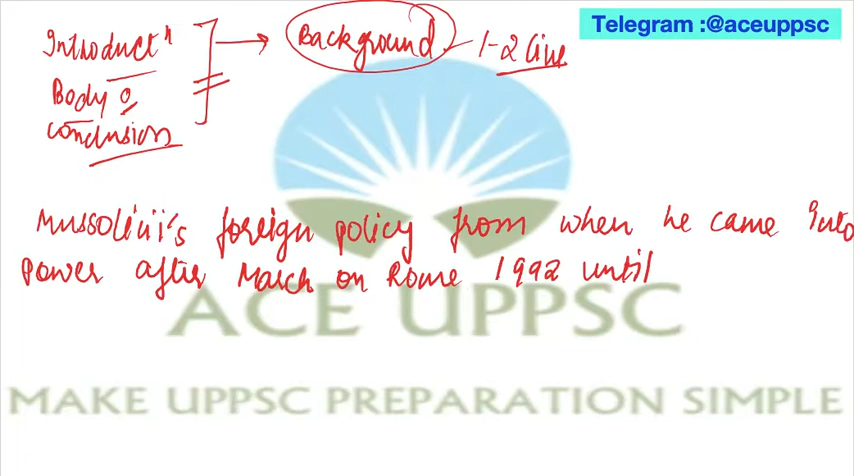 Telegram :@aceuppsc
Introductⁿ
Background - 1-2 line
Body :
conclusion
Mussolini's foreign policy from when he came into
power after March on Rome 1992 until
ACE UPPSC
MAKE UPPSC PREPARATION SIMPLE